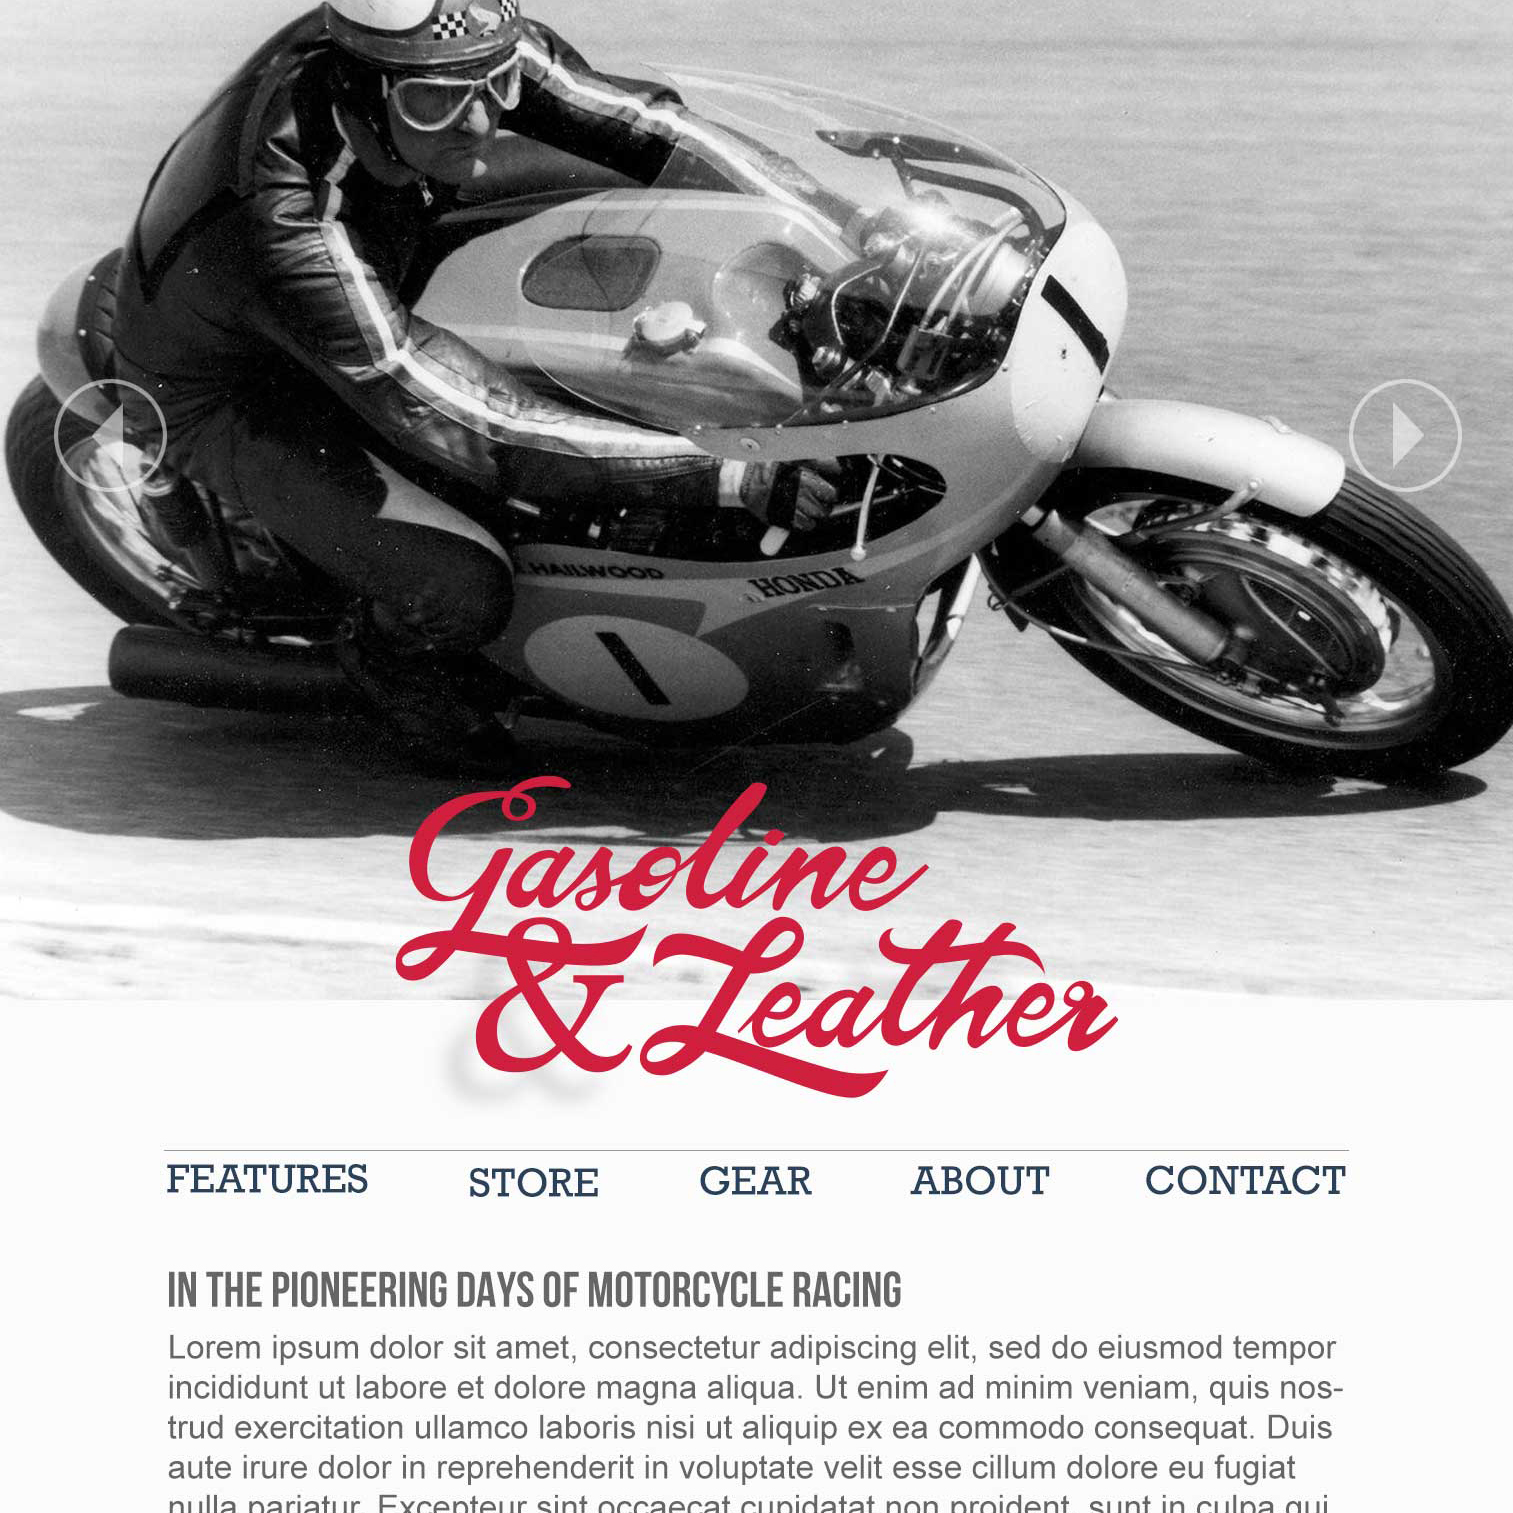 1
. HAILWOOD
HONDA
1
Gasoline
& Leather
FEATURES STORE GEAR ABOUT CONTACT
IN THE PIONEERING DAYS OF MOTORCYCLE RACING
Lorem ipsum dolor sit amet, consectetur adipiscing elit, sed do eiusmod tempor
incididunt ut labore et dolore magna aliqua. Ut enim ad minim veniam, quis nos-
trud exercitation ullamco laboris nisi ut aliquip ex ea commodo consequat. Duis
aute irure dolor in reprehenderit in voluptate velit esse cillum dolore eu fugiat
nulla pariatur. Excepteur sint occaecat cupidatat non proident, sunt in culpa qui